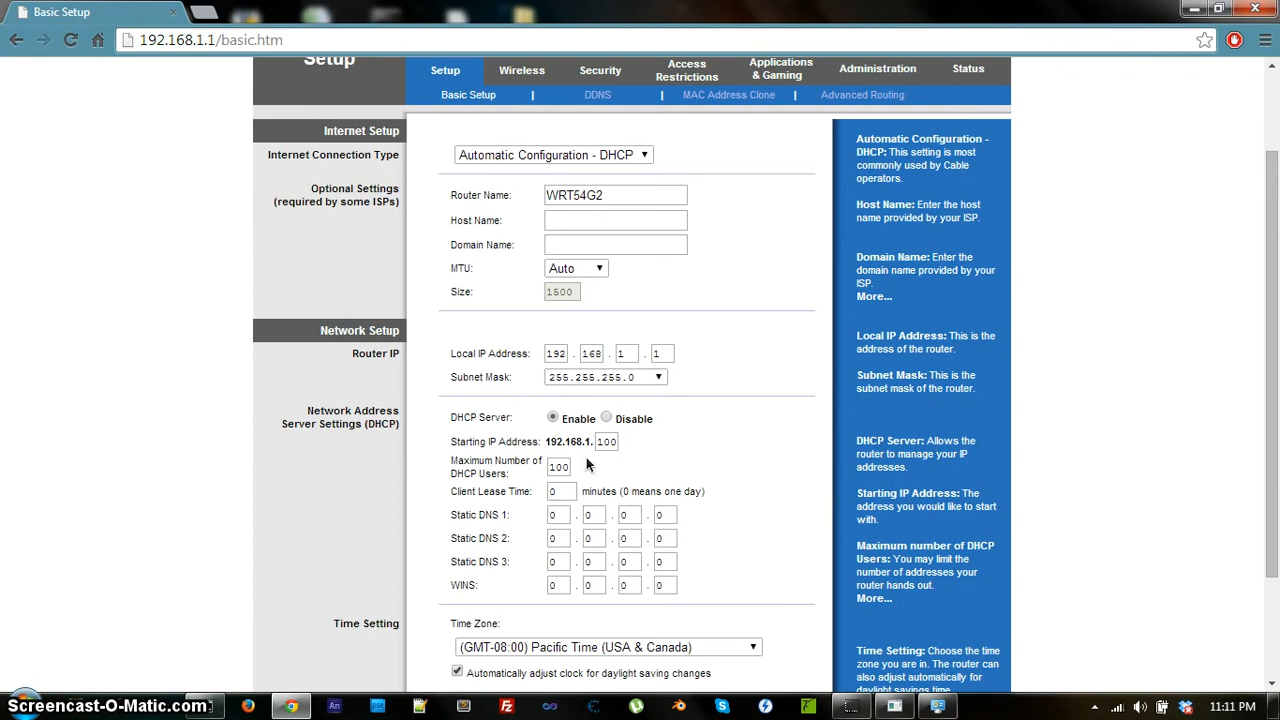 Basic Setup
192.168.1.1/basic.htm
Setup
Setup
Wireless
Security
Access
Restrictions
Applications
& Gaming
Administration
Status
Basic Setup | DDNS | MAC Address Clone | Advanced Routing
Internet Setup
Internet Connection Type
Automatic Configuration - DHCP
Optional Settings
(required by some ISPs)
Router Name: WRT54G2
Host Name:
Domain Name:
MTU: Auto
Size: 1500
Network Setup
Router IP
Local IP Address: 192 . 168 . 1 . 1
Subnet Mask: 255.255.255.0
Network Address
Server Settings (DHCP)
DHCP Server: Enable Disable
Starting IP Address: 192.168.1. 100
Maximum Number of
DHCP Users: 100
Client Lease Time: 0 minutes (0 means one day)
Static DNS 1: 0 . 0 . 0 . 0
Static DNS 2: 0 . 0 . 0 . 0
Static DNS 3: 0 . 0 . 0 . 0
WINS: 0 . 0 . 0 . 0
Time Setting
Time Zone:
(GMT-08:00) Pacific Time (USA & Canada)
Automatically adjust clock for daylight saving changes
Automatic Configuration -
DHCP: This setting is most
commonly used by Cable
operators.
Host Name: Enter the host
name provided by your ISP.
Domain Name: Enter the
domain name provided by your
ISP.
More...
Local IP Address: This is the
address of the router.
Subnet Mask: This is the
subnet mask of the router.
DHCP Server: Allows the
router to manage your IP
addresses.
Starting IP Address: The
address you would like to start
with.
Maximum number of DHCP
Users: You may limit the
number of addresses your
router hands out.
More...
Time Setting: Choose the time
zone you are in. The router can
also adjust automatically for
daylight savings time.
Screencast-O-Matic.com
An
Fz
11:11 PM